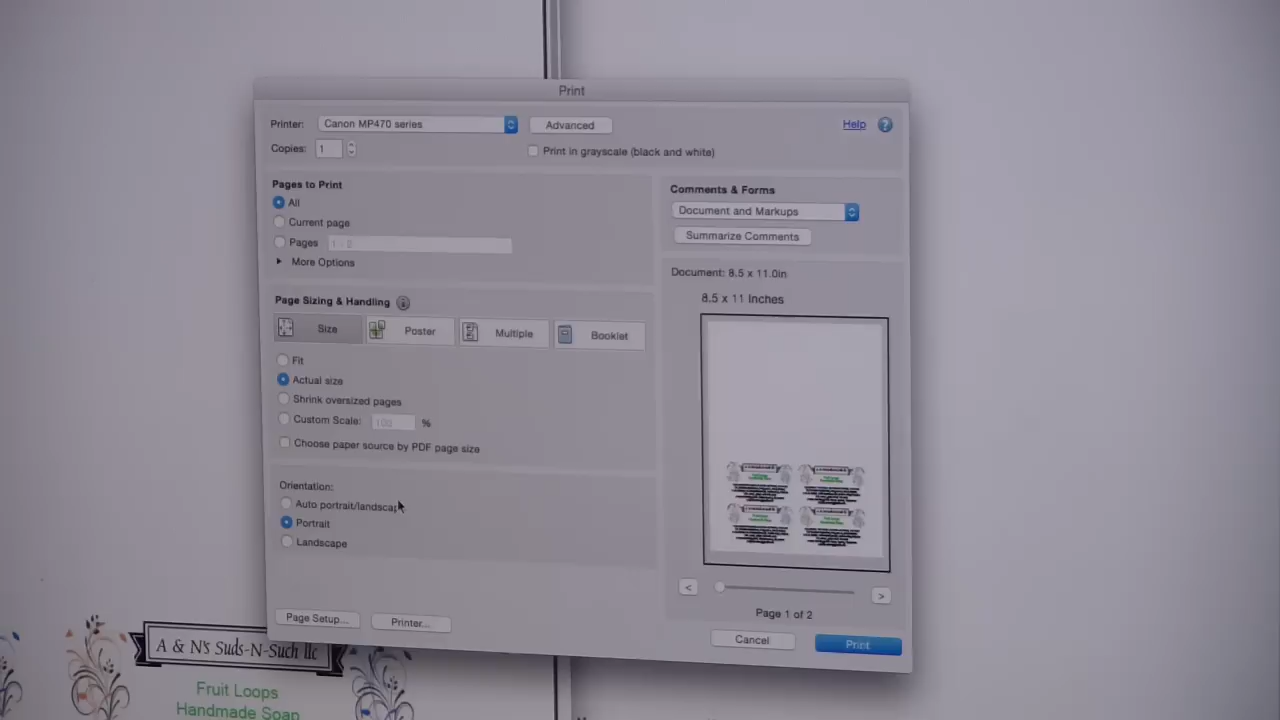 Print
Printer: Canon MP470 series Advanced Help ?
Copies: 1 Print in grayscale (black and white)
Pages to Print
All
Current page
Pages 1 - 2
More Options
Comments & Forms
Document and Markups
Summarize Comments
Page Sizing & Handling
Size Poster Multiple Booklet
Fit
Actual size
Shrink oversized pages
Custom Scale: 100 %
Choose paper source by PDF page size
Orientation:
Auto portrait/landscap
Portrait
Landscape
Document: 8.5 x 11.0in
8.5 x 11 Inches
< >
Page 1 of 2
Page Setup... Printer... Cancel Print
A & N's Suds-N-Such llc
Fruit Loops
Handmade Soap